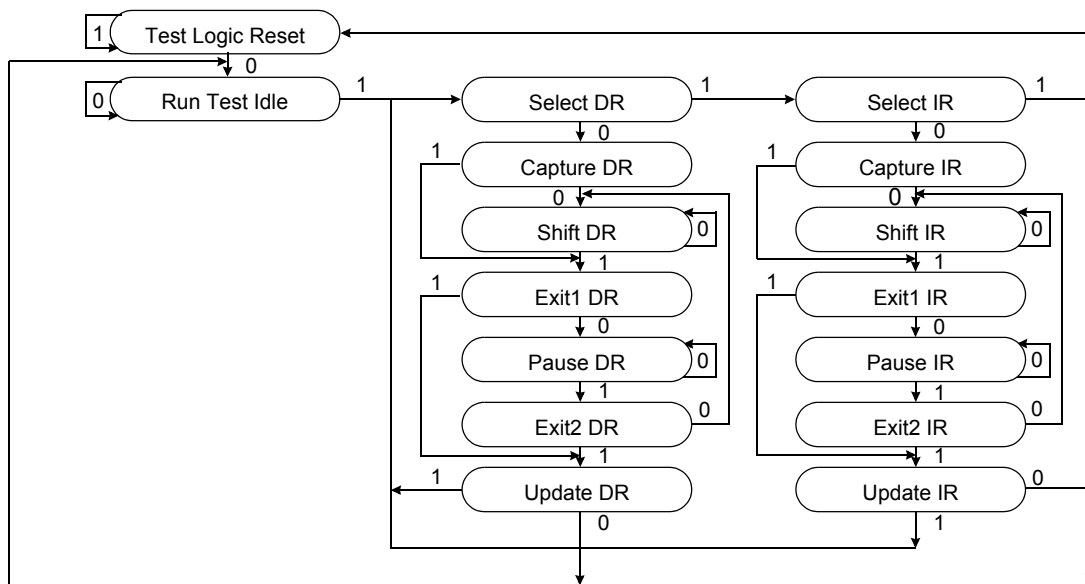 1
Test Logic Reset
0
0
Run Test Idle
1
Select DR
1
Select IR
1
0
0
1
Capture DR
1
Capture IR
0
0
Shift DR
0
Shift IR
0
1
1
1
Exit1 DR
1
Exit1 IR
0
0
Pause DR
0
Pause IR
0
1
1
Exit2 DR
0
Exit2 IR
0
1
1
1
Update DR
Update IR
0
0
1